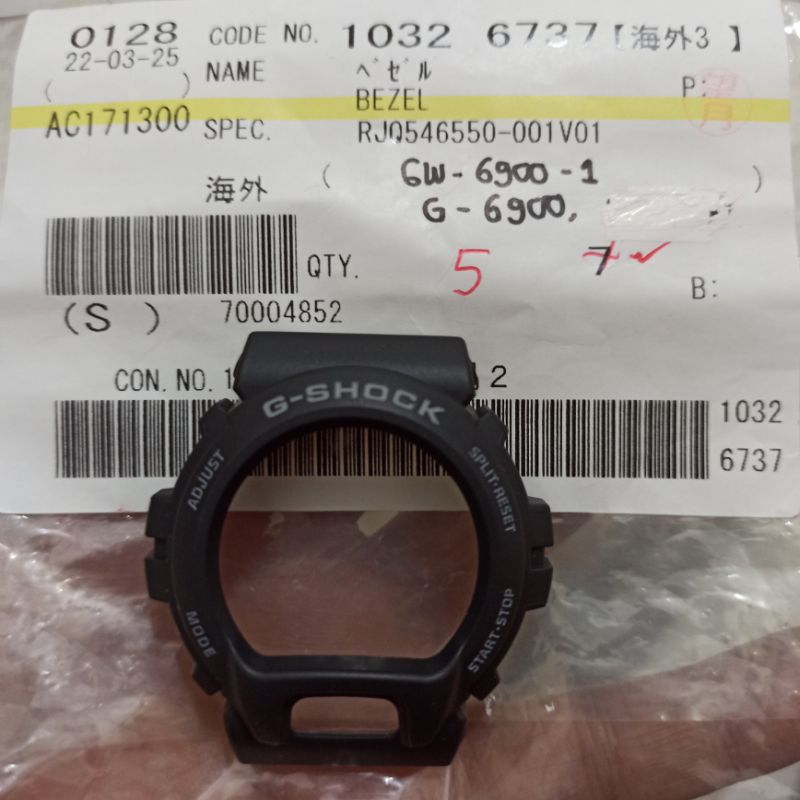 0128 CODE NO. 1032 6737【海外3 】
22-03-25
( ) NAME ベゼル P:
BEZEL 望月
AC171300 SPEC. RJQ546550-001V01
海外 ( GW-6900-1 )
G-6900,
QTY. 5 7
B:
(S ) 70004852
CON. NO. 1 2
1032
6737
G-SHOCK
ADJUST
SPLIT·RESET
MODE
START·STOP